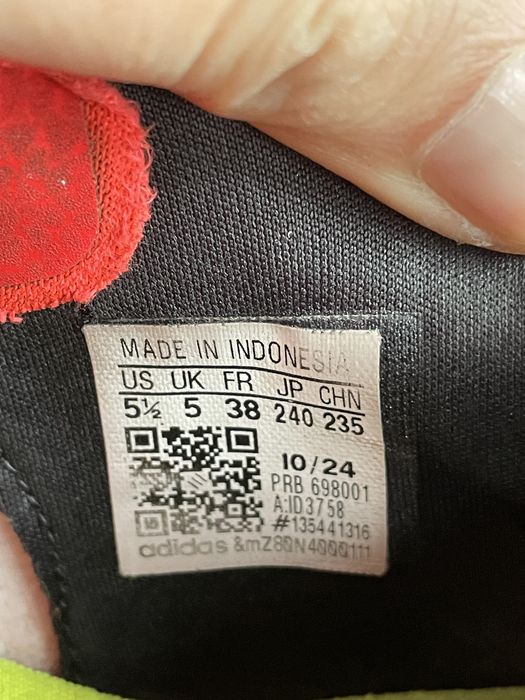 MADE IN INDONESIA
US UK FR JP CHN
5½ 5 38 240 235
10/24
PRB 698001
A:ID3758
#135441316
adidas &mZ80N4000111